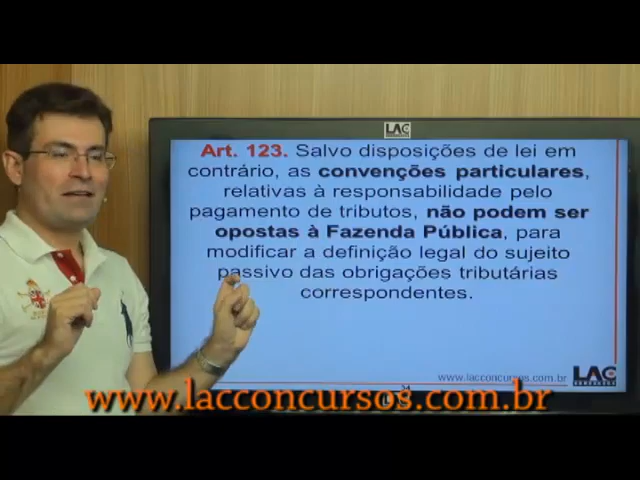 LAC
Art. 123. Salvo disposições de lei em
contrário, as convenções particulares,
relativas à responsabilidade pelo
pagamento de tributos, não podem ser
opostas à Fazenda Pública, para
modificar a definição legal do sujeito
passivo das obrigações tributárias
correspondentes.
www.lacconcursos.com.br
LAC
CONCURSOS
54
www.lacconcursos.com.br